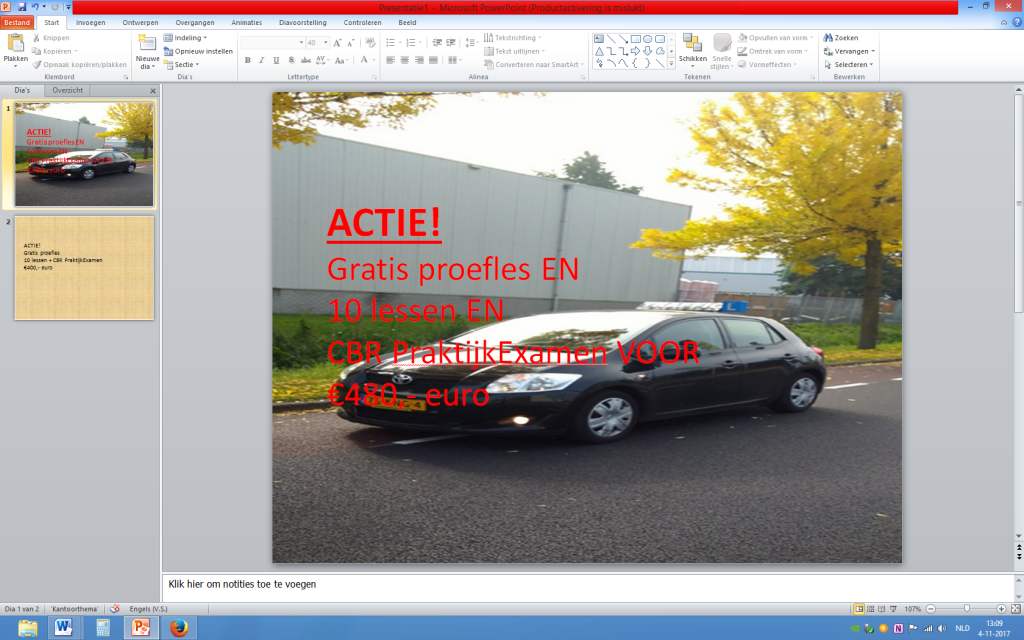 Presentatie1 - Microsoft PowerPoint (Productactivering is mislukt)
Bestand Start Invoegen Ontwerpen Overgangen Animaties Diavoorstelling Controleren Beeld
Plakken
Knippen
Kopiëren
Opmaak kopiëren/plakken
Klembord
Nieuwe
dia
Indeling
Opnieuw instellen
Sectie
Dia's
40
Lettertype
Tekstrichting
Tekst uitlijnen
Converteren naar SmartArt
Alinea
Schikken
Snelle
stijlen
Opvullen van vorm
Omtrek van vorm
Vormeffecten
Tekenen
Zoeken
Vervangen
Selecteren
Bewerken
Dia's Overzicht
1
ACTIE!
Gratis proefles EN
10 lessen EN
CBR PraktijkExamen VOOR
€480,- euro
2
ACTIE!
Gratis proefles
10 lessen + CBR PraktijkExamen
€400,- euro
ACTIE!
Gratis proefles EN
10 lessen EN
CBR PraktijkExamen VOOR
€480,- euro
L
Klik hier om notities toe te voegen
Dia 1 van 2 'Kantoorthema' Engels (V.S.) 107%
NLD 13:09
4-11-2017